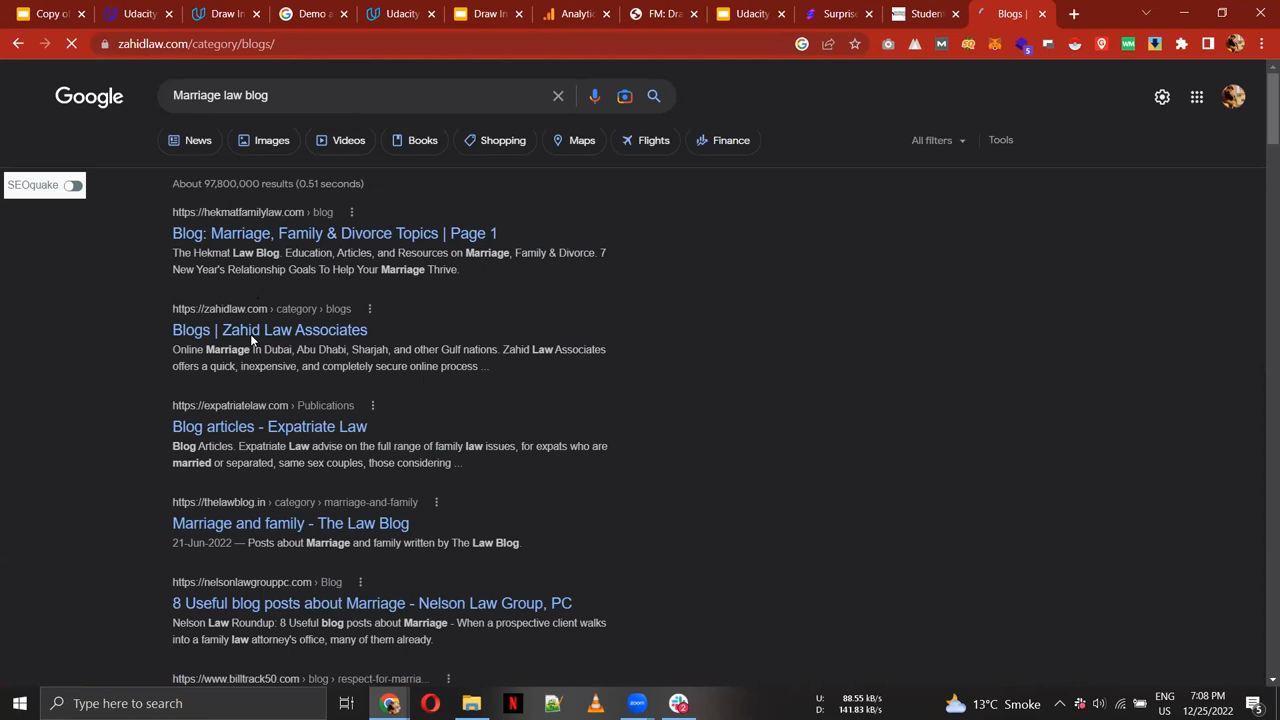 Copy of
Udacity
Draw In
Demo a
Udacity
Draw In
Analytic
FM: Dra
Udacity
Surprise
Student
Blogs |
zahidlaw.com/category/blogs/
5
Google
Marriage law blog
News
Images
Videos
Books
Shopping
Maps
Flights
Finance
All filters
Tools
SEOquake
About 97,800,000 results (0.51 seconds)
https://hekmatfamilylaw.com › blog
Blog: Marriage, Family & Divorce Topics | Page 1
The Hekmat Law Blog. Education, Articles, and Resources on Marriage, Family & Divorce. 7
New Year's Relationship Goals To Help Your Marriage Thrive.
https://zahidlaw.com › category › blogs
Blogs | Zahid Law Associates
Online Marriage In Dubai, Abu Dhabi, Sharjah, and other Gulf nations. Zahid Law Associates
offers a quick, inexpensive, and completely secure online process ...
https://expatriatelaw.com › Publications
Blog articles - Expatriate Law
Blog Articles. Expatriate Law advise on the full range of family law issues, for expats who are
married or separated, same sex couples, those considering ...
https://thelawblog.in › category › marriage-and-family
Marriage and family - The Law Blog
21-Jun-2022 — Posts about Marriage and family written by The Law Blog.
https://nelsonlawgrouppc.com › Blog
8 Useful blog posts about Marriage - Nelson Law Group, PC
Nelson Law Roundup: 8 Useful blog posts about Marriage - When a prospective client walks
into a family law attorney's office, many of them already.
https://www.billtrack50.com › blog › respect-for-marria...
Type here to search
U: 88.55 kB/s
D: 141.83 kB/s
13°C Smoke
ENG
US
7:08 PM
12/25/2022
5